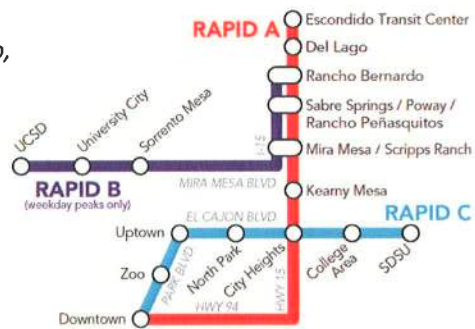 o,
RAPID A
Escondido Transit Center
Del Lago
Rancho Bernardo
Sabre Springs / Poway /
Rancho Peñasquitos
Mira Mesa / Scripps Ranch
I-15
UCSD
University City
Sorrento Mesa
RAPID B
(weekday peaks only)
MIRA MESA BLVD
Kearny Mesa
EL CAJON BLVD
RAPID C
Uptown
North Park
City Heights
College
Area
SDSU
Zoo
PARK BLVD
HWY 15
Downtown
HWY 94